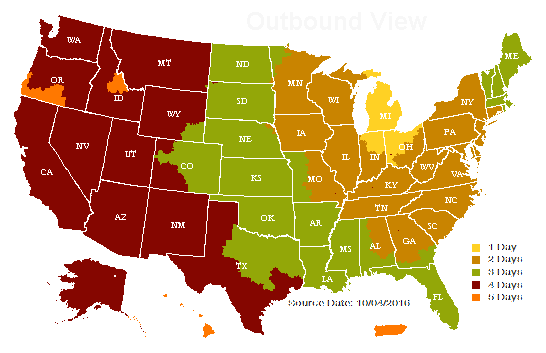 Outbound View
WA
MT
ND
ME
OR
MN
ID
WI
SD
NY
WY
MI
IA
PA
NE
NV
OH
IL
IN
UT
CO
WV
VA
CA
KS
MO
KY
NC
TN
OK
AZ
NM
AR
SC
MS
AL
GA
TX
LA
FL
1 Day
2 Days
3 Days
4 Days
5 Days
Source Date: 10/04/2016